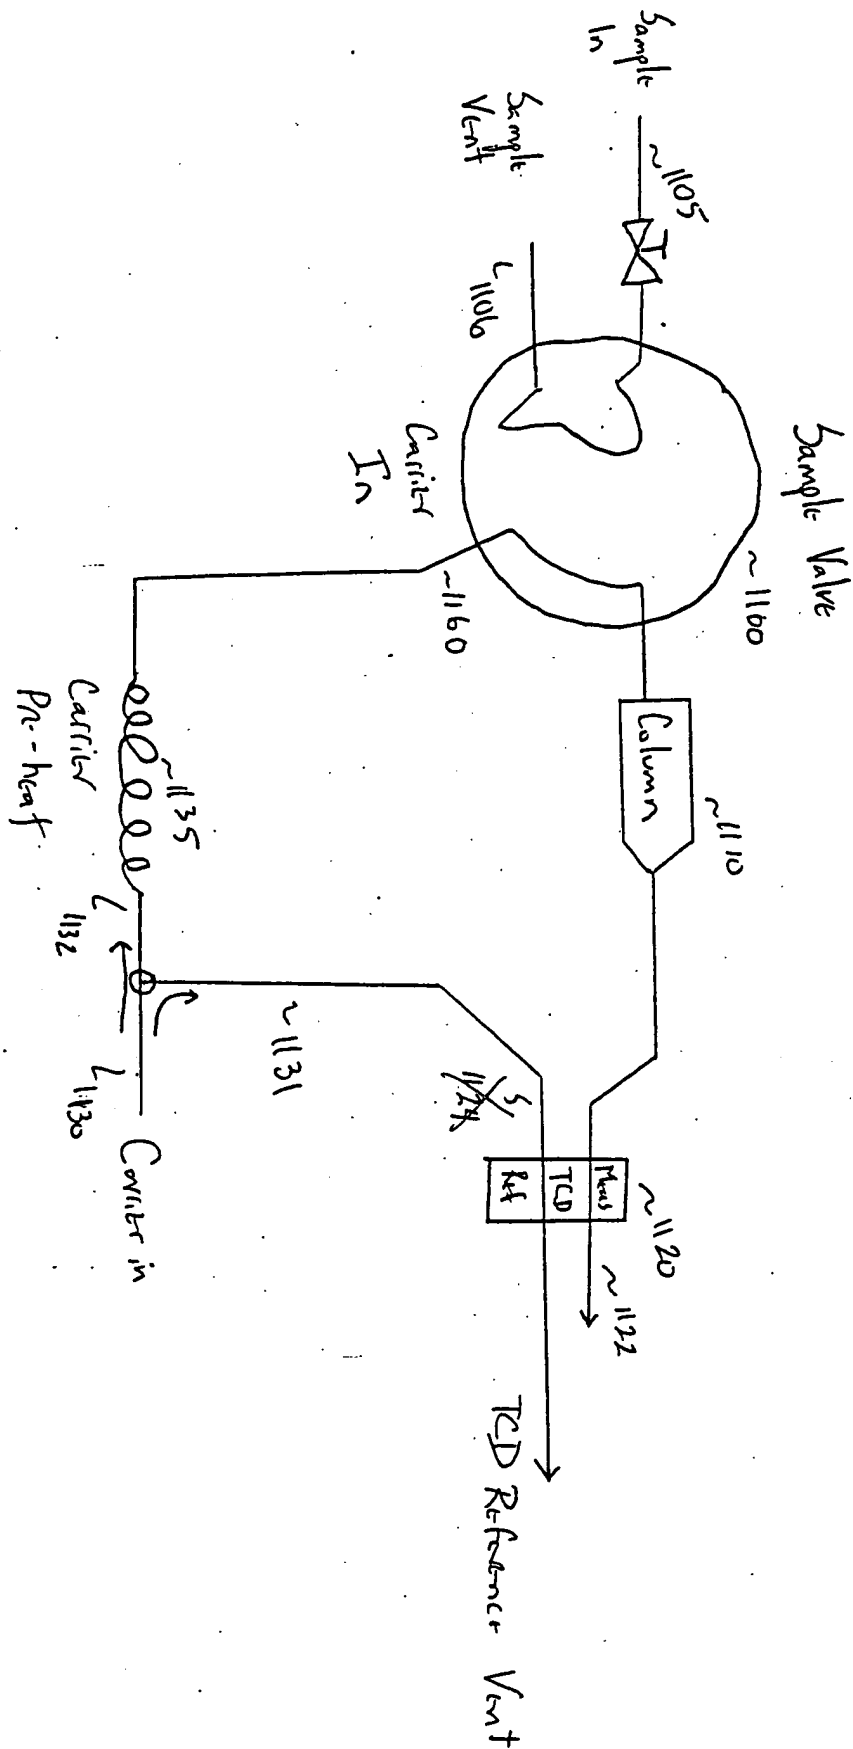 Sample
In
~1105
Sample
Vent
1106
Sample Valve
~1100
Carrier
In
~1160
Column
~1110
~1135
Carrier
Pre-heat
1132
1130
Carrier in
~1131
Meas
TCD
Ref
~1120
~1122
TCD Reference Vent